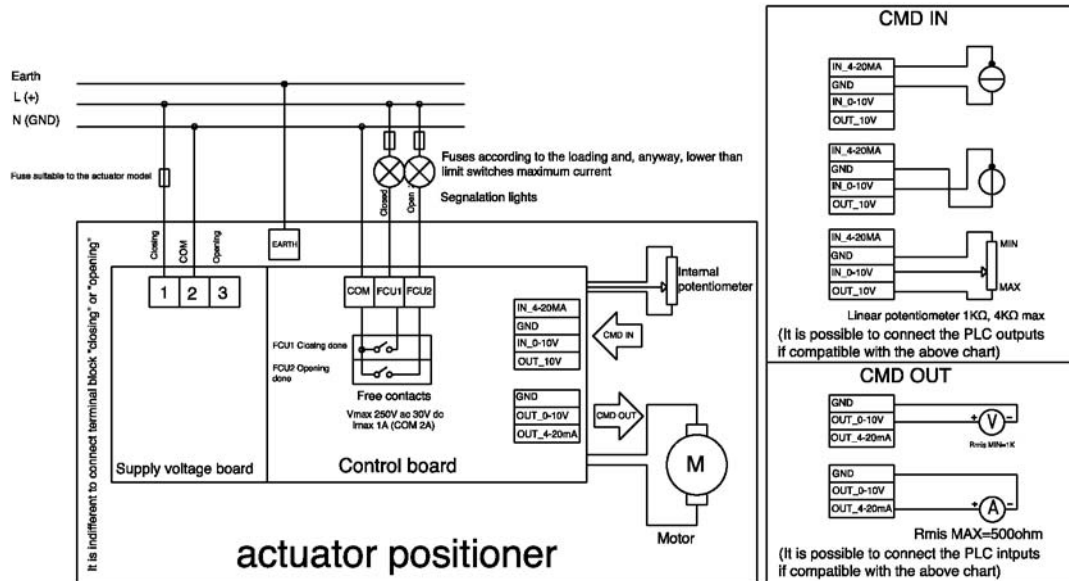 Earth
L (+)
N (GND)
Fuse suitable to the actuator model
Closed
Open
Fuses according to the loading and, anyway, lower than
limit switches maximum current
Segnalation lights
It is indifferent to connect terminal block "closing" or "opening"
Closing
COM
Opening
EARTH
1
2
3
COM
FCU1
FCU2
FCU1 Closing done
FCU2 Opening
done
Free contacts
Vmax 250V ac 30V dc
Imax 1A (COM 2A)
Supply voltage board
Control board
IN_4-20MA
GND
IN_0-10V
OUT_10V
CMD IN
GND
OUT_0-10V
OUT_4-20mA
CMD OUT
Internal
potentiometer
M
Motor
actuator positioner
CMD IN
IN_4-20MA
GND
IN_0-10V
OUT_10V
IN_4-20MA
GND
IN_0-10V
OUT_10V
IN_4-20MA
GND
IN_0-10V
OUT_10V
MIN
MAX
Linear potentiometer 1KΩ, 4KΩ max
(It is possible to connect the PLC outputs
if compatible with the above chart)
CMD OUT
GND
OUT_0-10V
OUT_4-20mA
+ V -
Rmis MIN=1K
GND
OUT_0-10V
OUT_4-20mA
+ A -
Rmis MAX=500ohm
(It is possible to connect the PLC intputs
if compatible with the above chart)